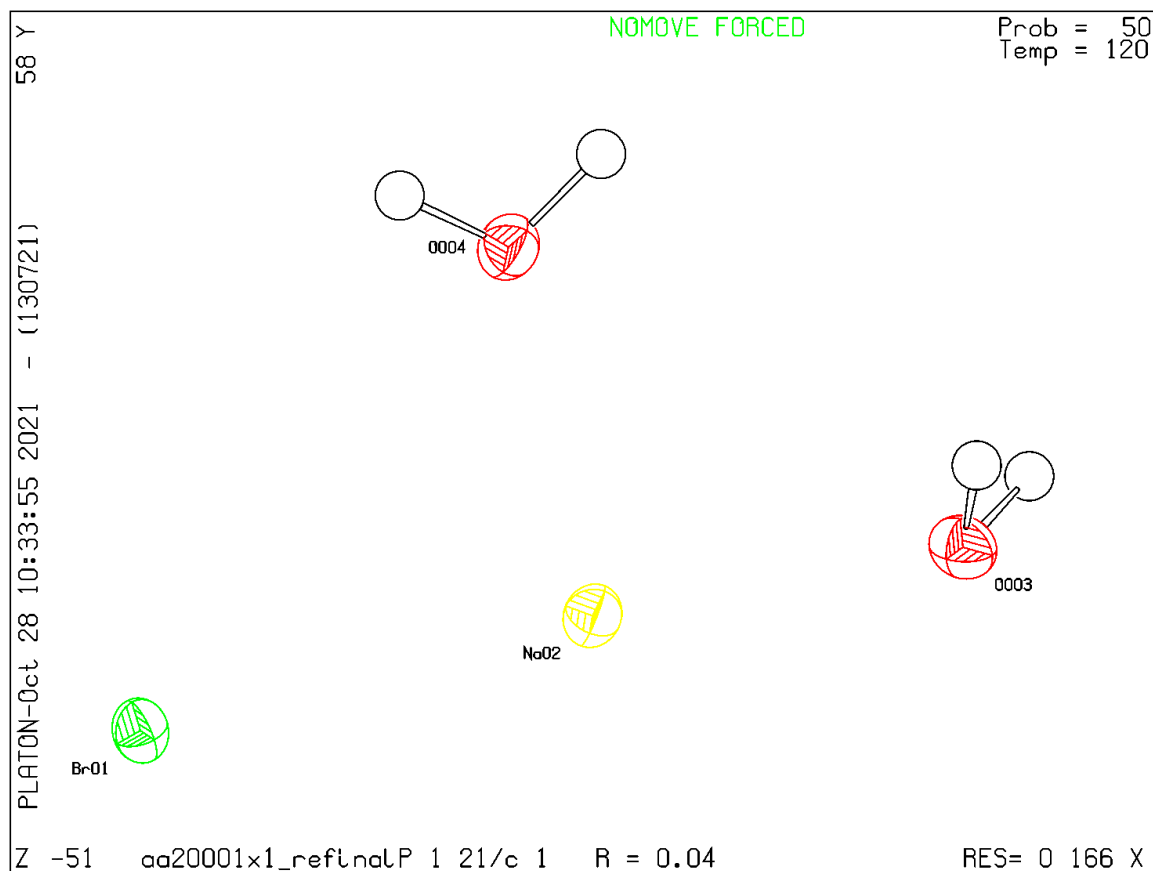 NOMOVE FORCED
Prob = 50
Temp = 120
PLATON-Oct 28 10:33:55 2021 - (130721) 58 Y
O004
O003
Na02
Br01
Z -51 aa20001x1_refinalP 1 21/c 1 R = 0.04 RES= 0 166 X